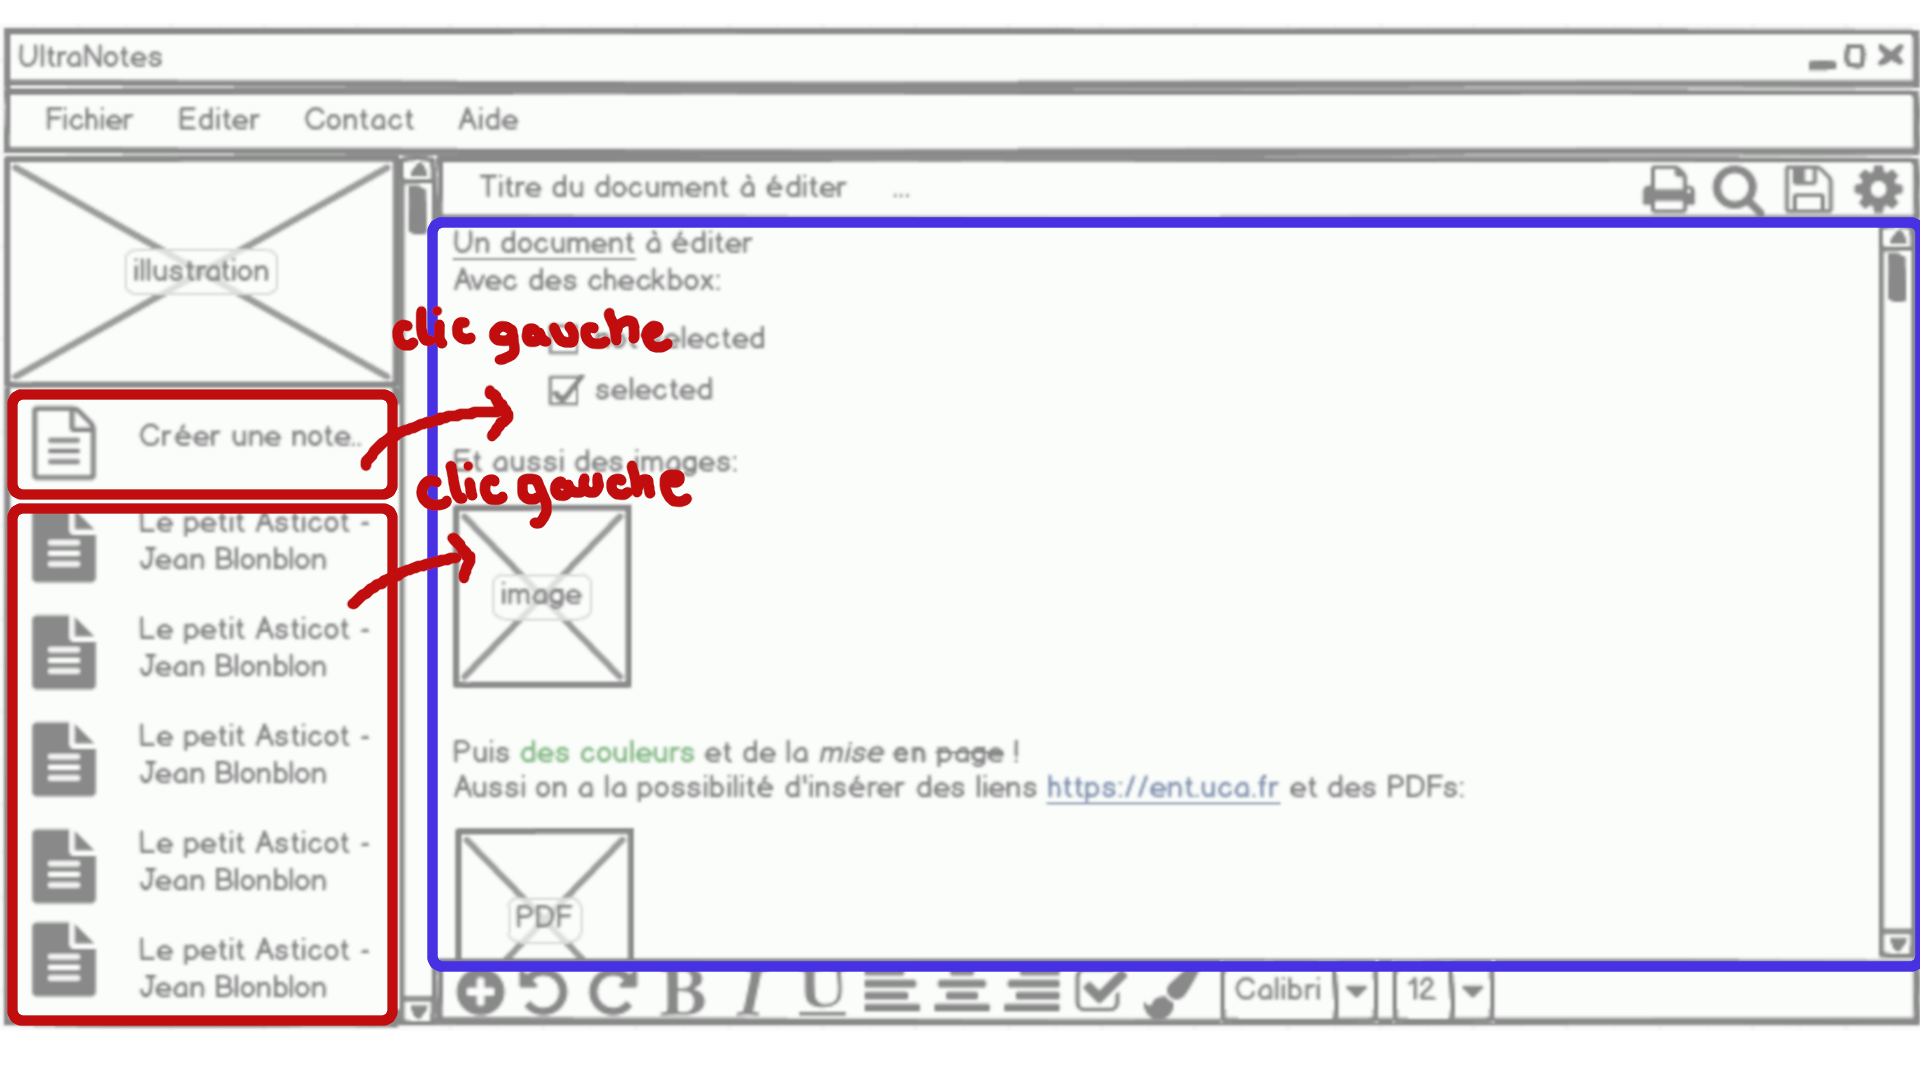 UltraNotes
Fichier Editer Contact Aide
illustration
Titre du document à éditer ...
Créer une note..
Le petit Asticot -
Jean Blonblon
Le petit Asticot -
Jean Blonblon
Le petit Asticot -
Jean Blonblon
Le petit Asticot -
Jean Blonblon
Le petit Asticot -
Jean Blonblon
Un document à éditer
Avec des checkbox:
clic gauche
selected
selected
Et aussi des images:
clic gauche
image
Puis des couleurs et de la mise en page !
Aussi on a la possibilité d'insérer des liens https://ent.uca.fr et des PDFs:
PDF
B I U Calibri 12